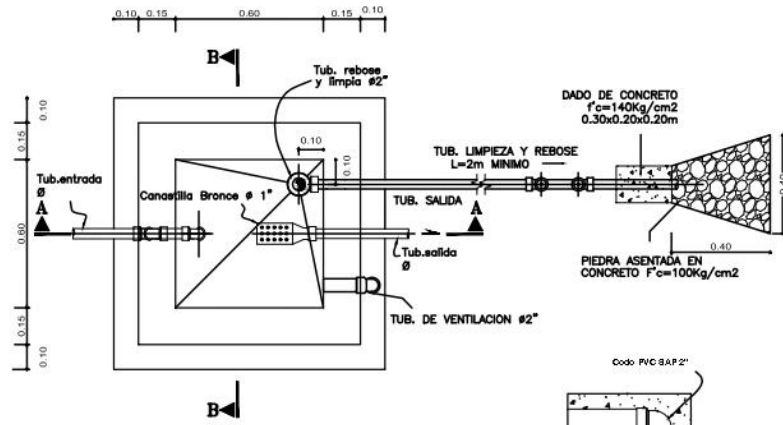 0.10 0.15 0.60 0.15 0.10
B
Tub. rebose
y limpia ø2"
DADO DE CONCRETO
f'c=140Kg/cm2
0.30x0.20x0.20m
0.10
0.10
0.15
0.10
TUB. LIMPIEZA Y REBOSE
L=2m MINIMO
Tub.entrada
Ø
Canastilla Bronce Ø 1"
TUB. SALIDA
0.40
A
A
0.60
Tub.salida
Ø
0.40
PIEDRA ASENTADA EN
CONCRETO F'c=100Kg/cm2
TUB. DE VENTILACION ø2"
0.15
0.10
Codo PVC SAP 2"
B